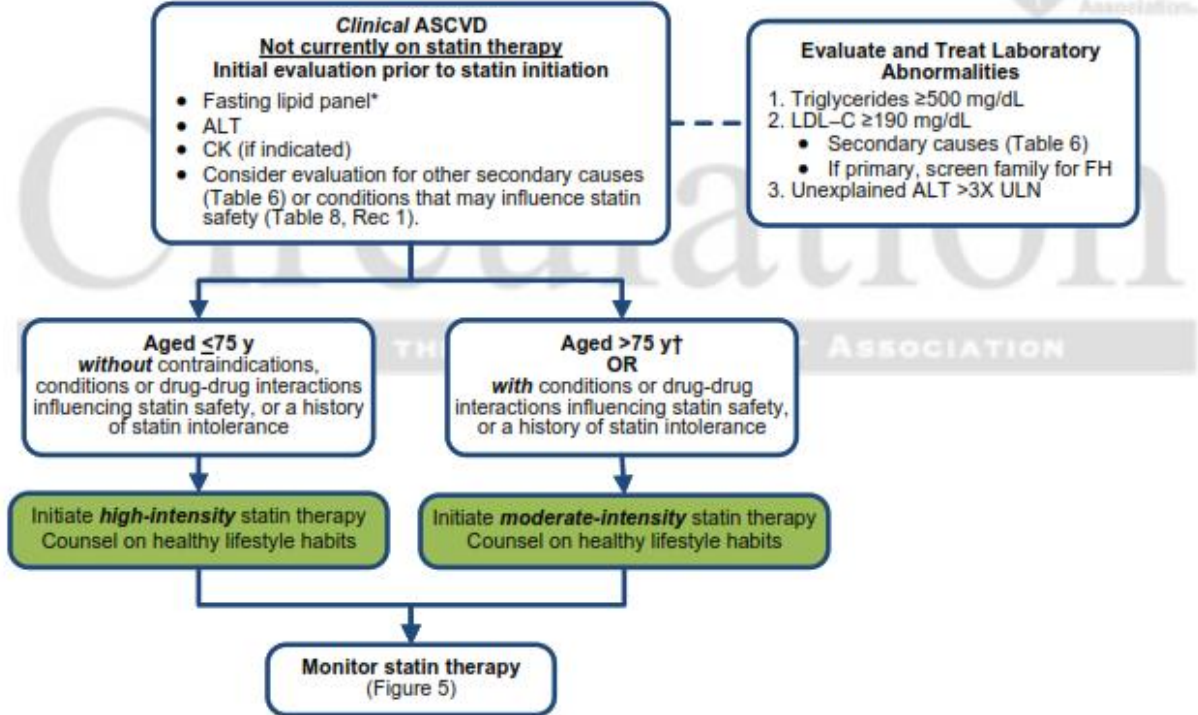 Association
Clinical ASCVD
Not currently on statin therapy
Initial evaluation prior to statin initiation
• Fasting lipid panel*
• ALT
• CK (if indicated)
• Consider evaluation for other secondary causes
(Table 6) or conditions that may influence statin
safety (Table 8, Rec 1).
Evaluate and Treat Laboratory
Abnormalities
1. Triglycerides ≥500 mg/dL
2. LDL–C ≥190 mg/dL
• Secondary causes (Table 6)
• If primary, screen family for FH
3. Unexplained ALT >3X ULN
Circulation
ASSOCIATION
Aged ≤75 y
without contraindications,
conditions or drug-drug interactions
influencing statin safety, or a history
of statin intolerance
Aged >75 y†
OR
with conditions or drug-drug
interactions influencing statin safety,
or a history of statin intolerance
Initiate high-intensity statin therapy
Counsel on healthy lifestyle habits
Initiate moderate-intensity statin therapy
Counsel on healthy lifestyle habits
Monitor statin therapy
(Figure 5)